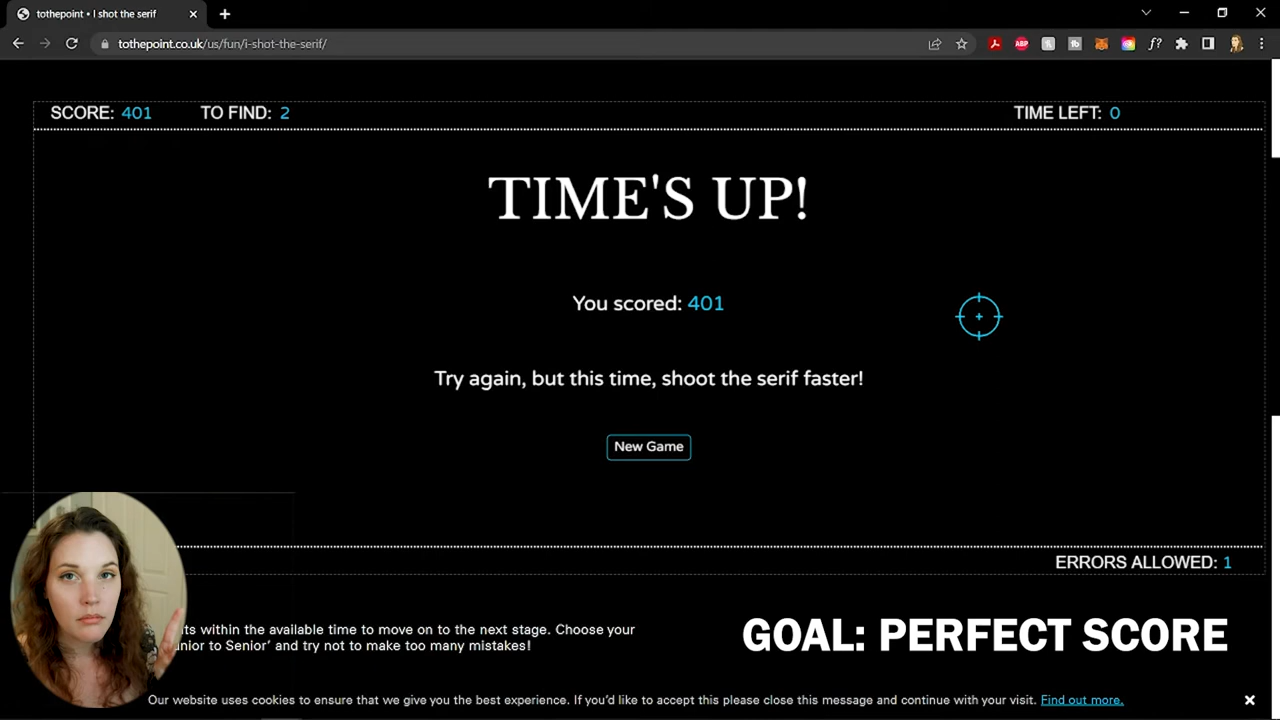 tothepoint • I shot the serif
tothepoint.co.uk/us/fun/i-shot-the-serif/
SCORE: 401 TO FIND: 2 TIME LEFT: 0
TIME'S UP!
You scored: 401
Try again, but this time, shoot the serif faster!
New Game
ERRORS ALLOWED: 1
within the available time to move on to the next stage. Choose your
to Senior' and try not to make too many mistakes!
GOAL: PERFECT SCORE
Our website uses cookies to ensure that we give you the best experience. If you'd like to accept this please close this message and continue with your visit. Find out more.